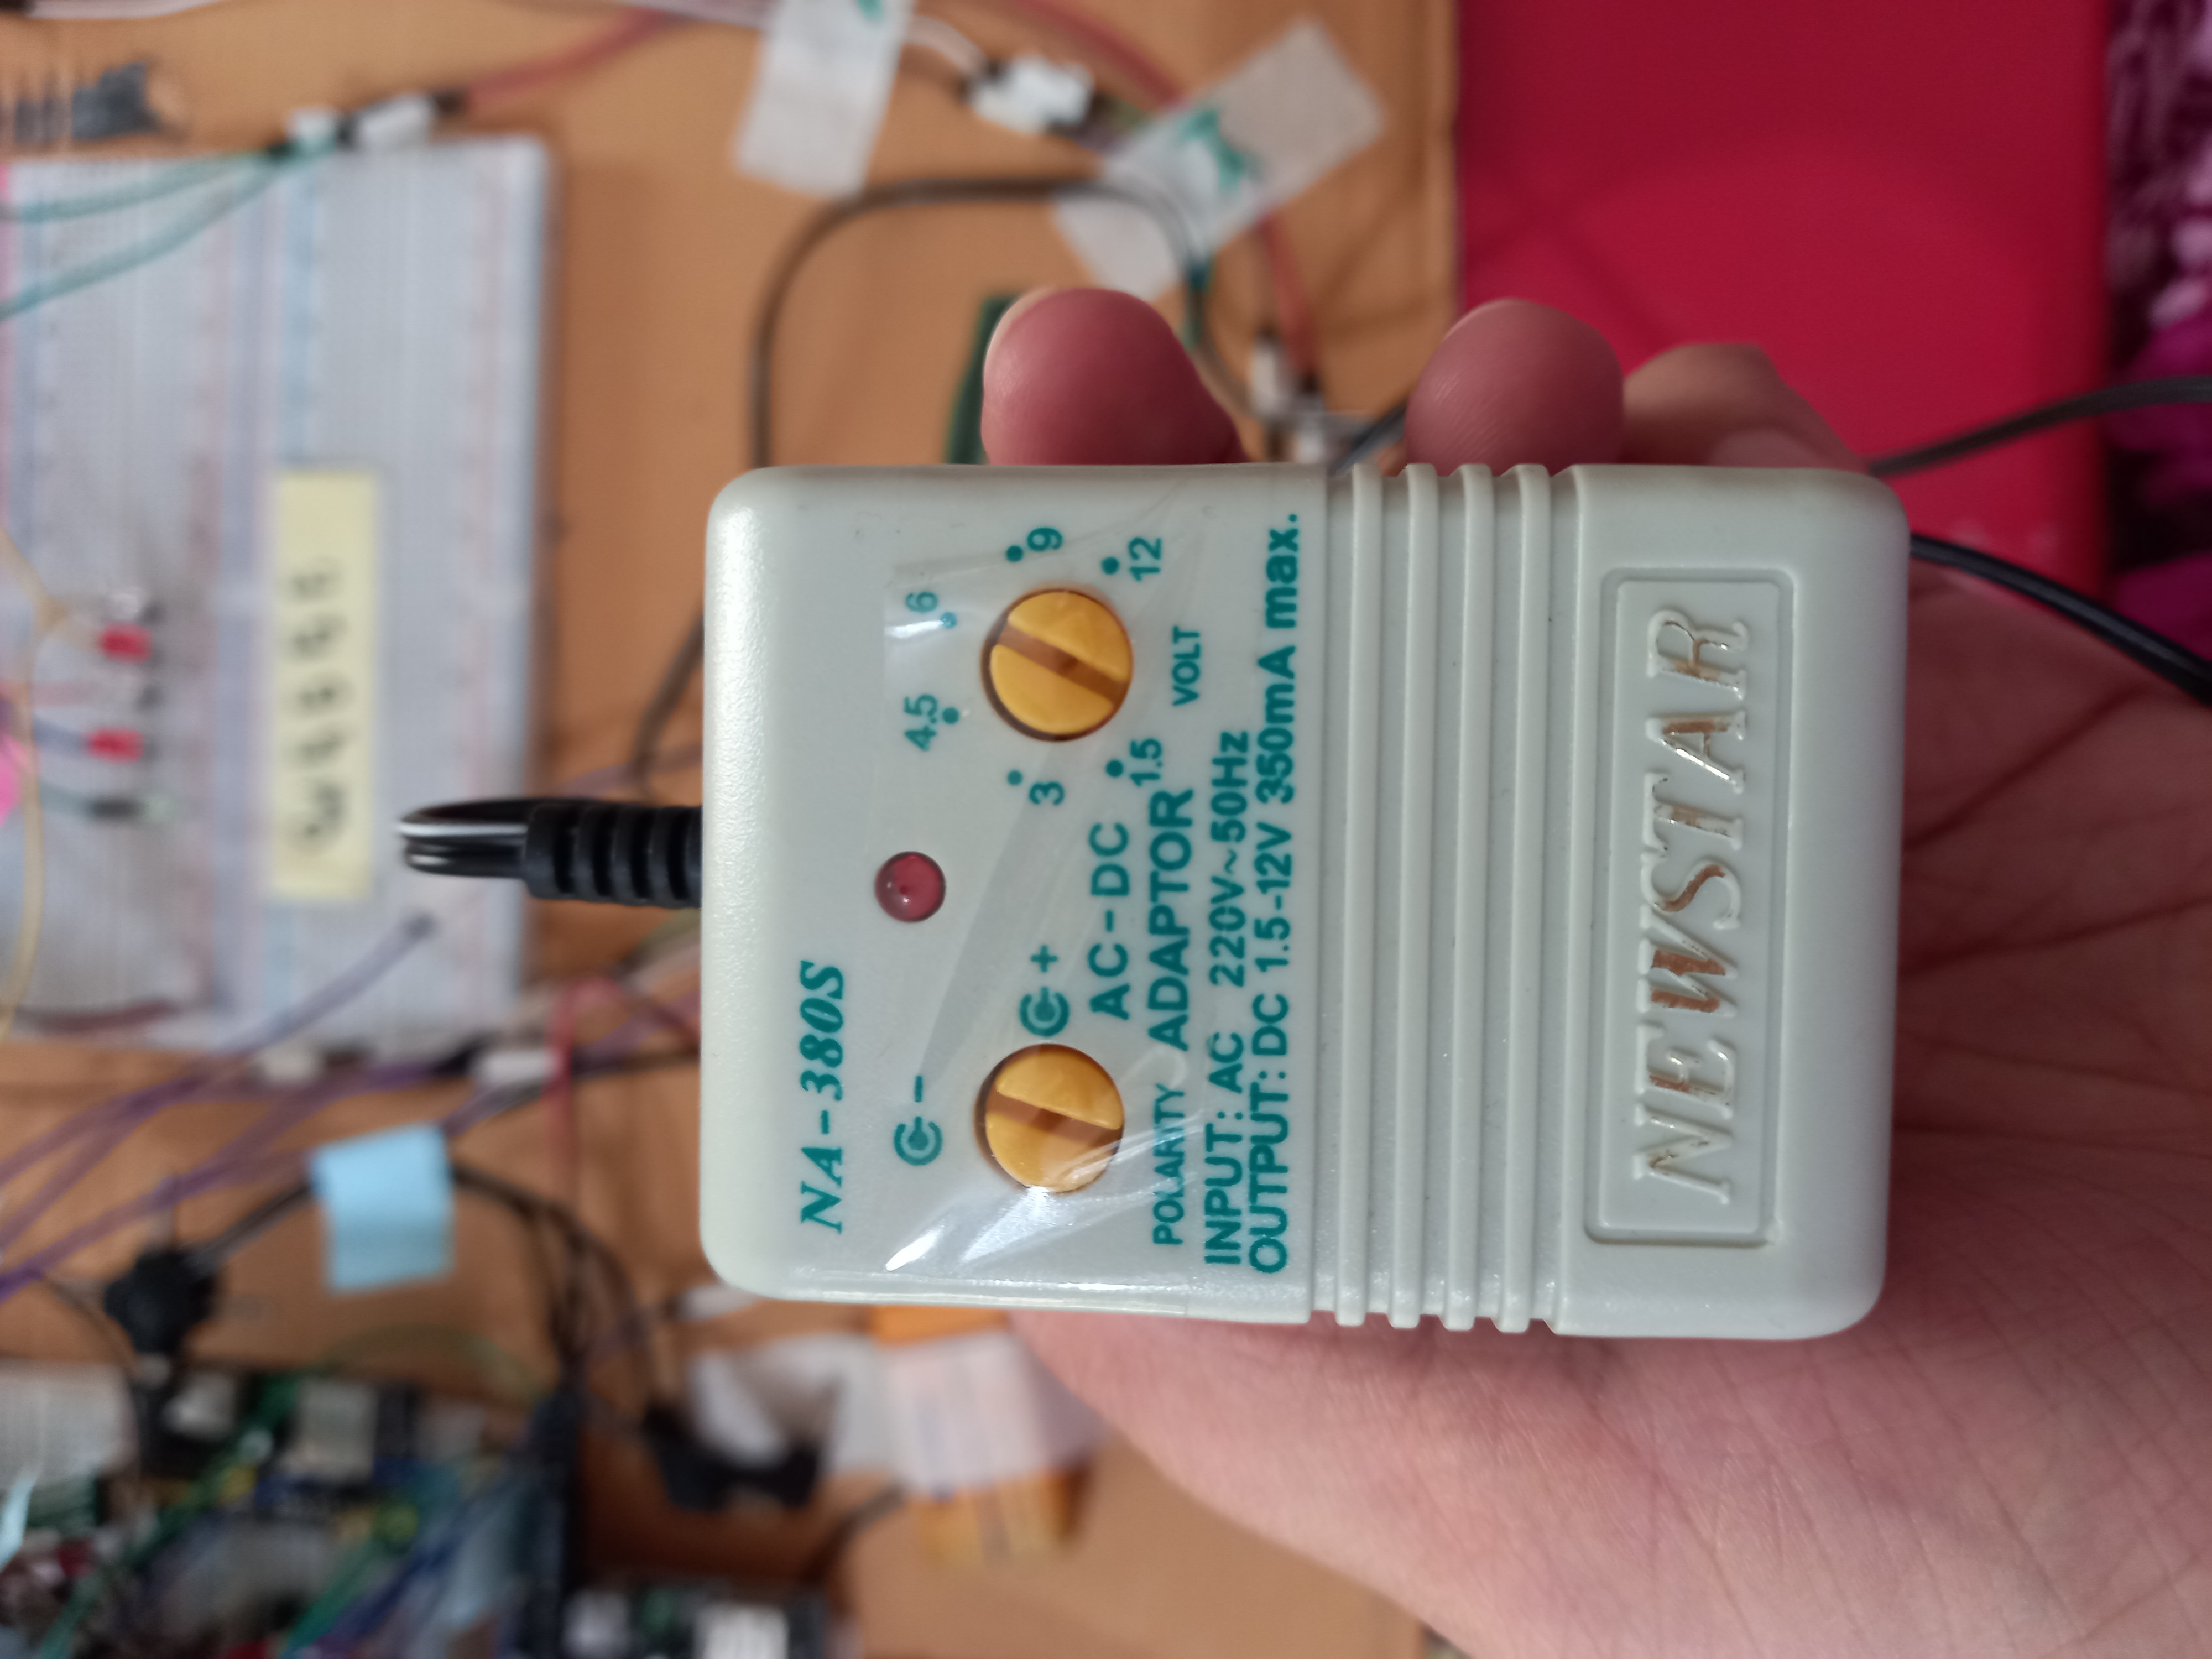 NA-380S
-
4.5 6
+
3 9
AC-DC
1.5 12
POLARITY ADAPTOR VOLT
INPUT: AC 220V~50Hz
OUTPUT: DC 1.5-12V 350mA max.
NEWSTAR